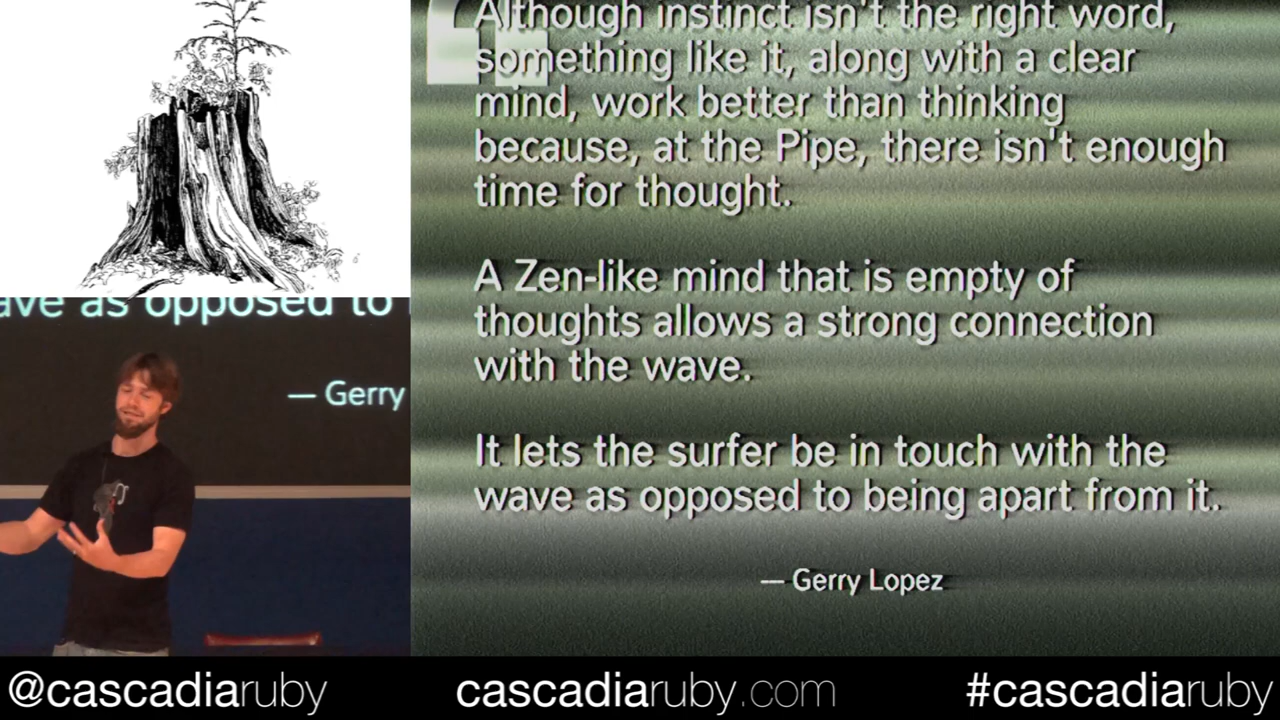 Although instinct isn't the right word,
something like it, along with a clear
mind, work better than thinking
because, at the Pipe, there isn't enough
time for thought.
A Zen-like mind that is empty of
thoughts allows a strong connection
with the wave.
It lets the surfer be in touch with the
wave as opposed to being apart from it.
— Gerry Lopez
ave as opposed to
— Gerry
@cascadiaruby
cascadiaruby.com
#cascadiaruby